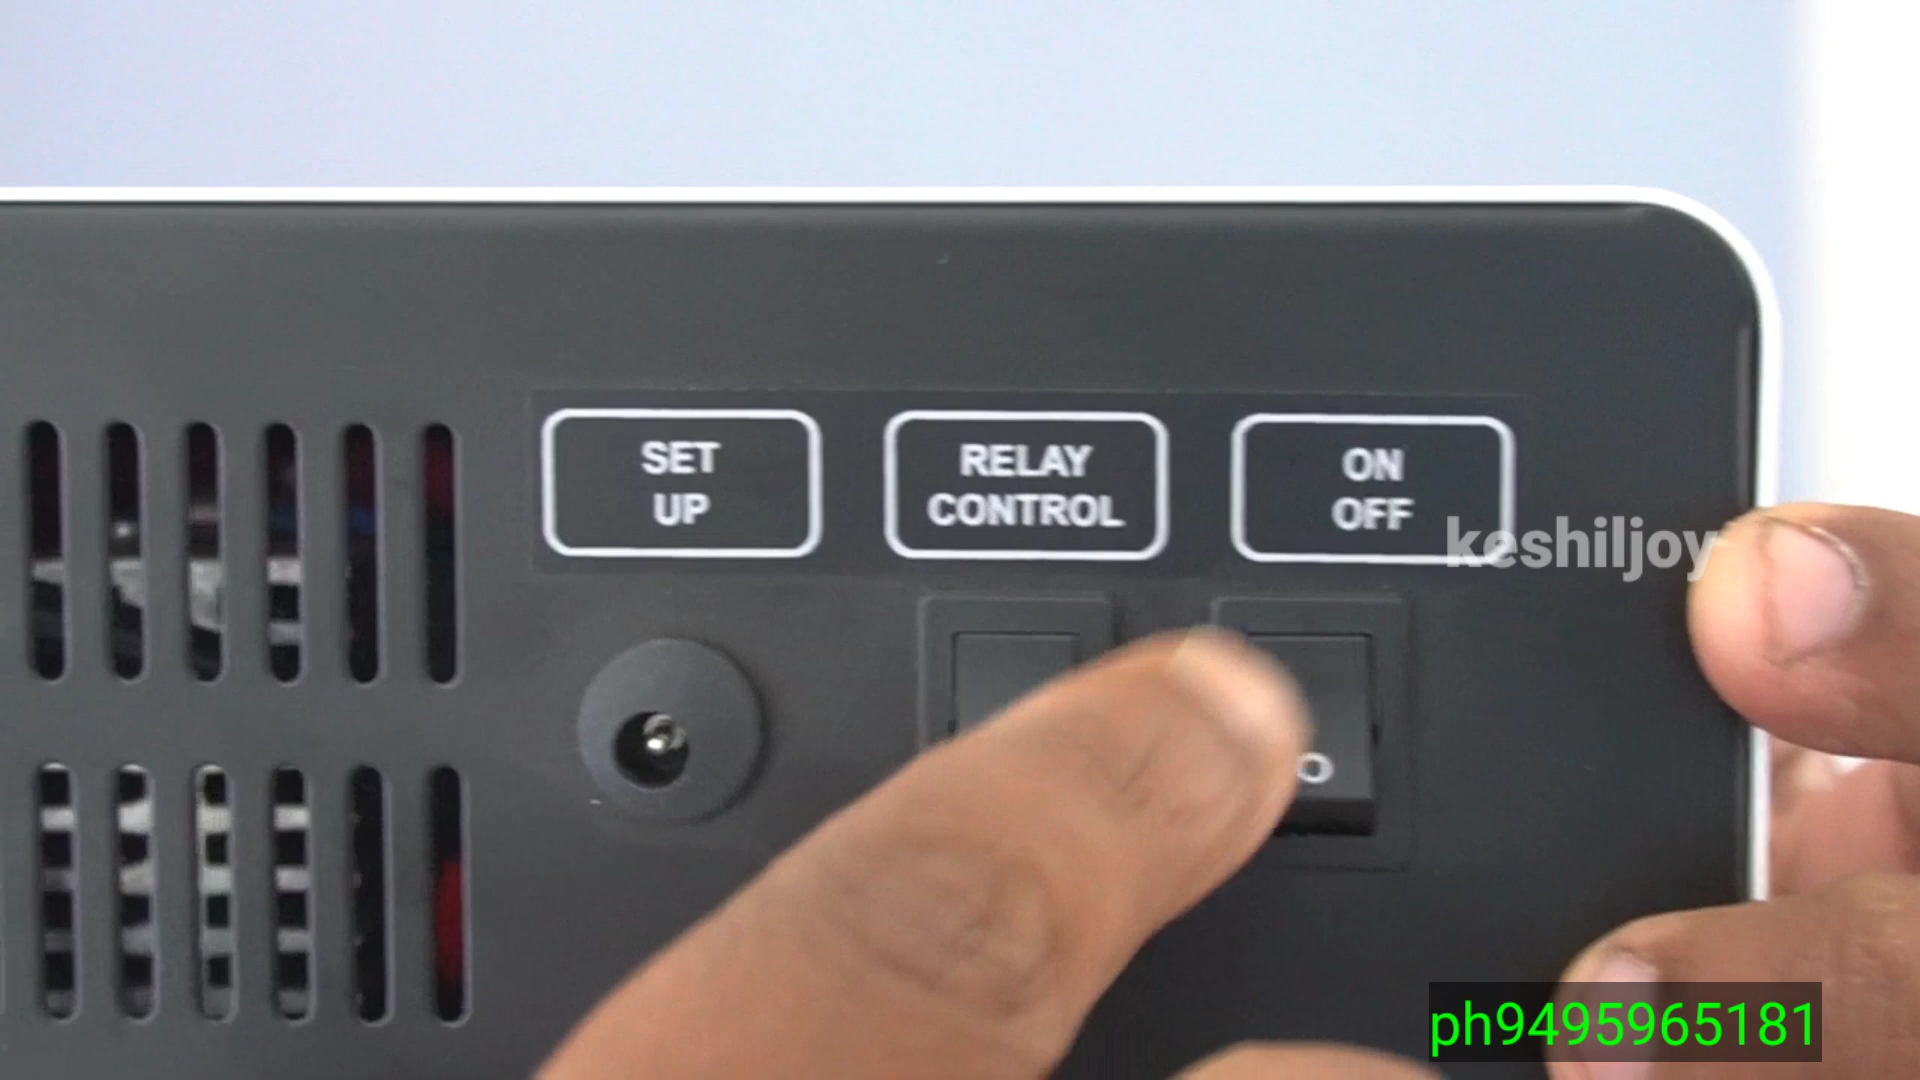 SET
UP
RELAY
CONTROL
ON
OFF
keshiljoy
O
ph9495965181